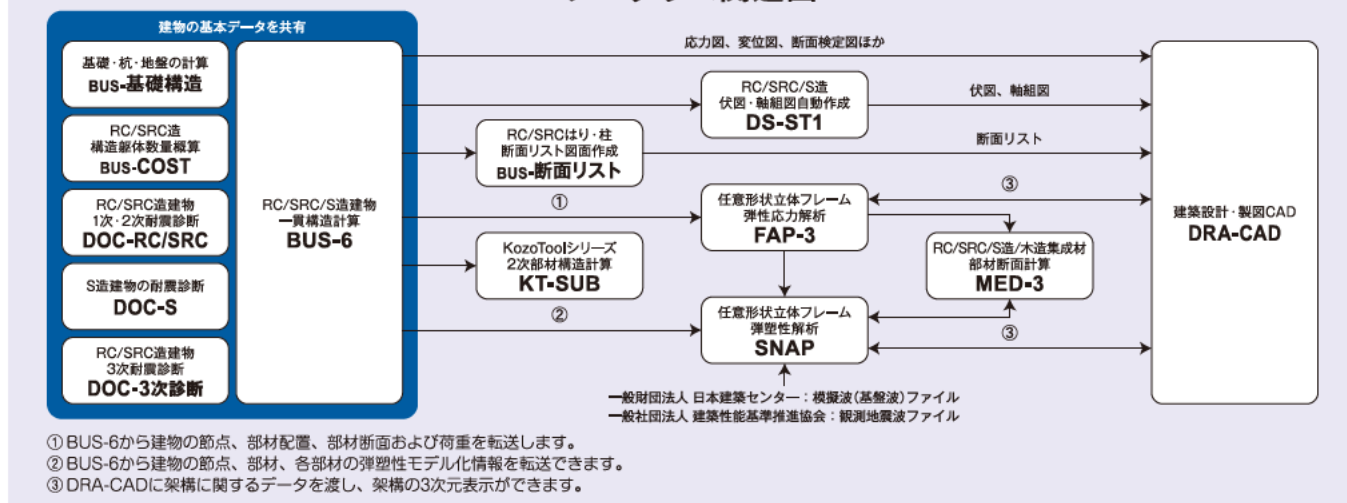 建物の基本データを共有
基礎・杭・地盤の計算
BUS-基礎構造
RC/SRC造
構造躯体数量概算
BUS-COST
RC/SRC造建物
1次・2次耐震診断
DOC-RC/SRC
S造建物の耐震診断
DOC-S
RC/SRC造建物
3次耐震診断
DOC-3次診断
RC/SRC/S造建物
一貫構造計算
BUS-6
応力図、変位図、断面検定図ほか
RC/SRC/S造
伏図・軸組図自動作成
DS-ST1
伏図、軸組図
RC/SRCはり・柱
断面リスト図面作成
BUS-断面リスト
断面リスト
①
任意形状立体フレーム
弾性応力解析
FAP-3
③
KozoToolシリーズ
2次部材構造計算
KT-SUB
RC/SRC/S造/木造集成材
部材断面計算
MED-3
②
任意形状立体フレーム
弾塑性解析
SNAP
③
建築設計・製図CAD
DRA-CAD
一般財団法人 日本建築センター：模擬波(基盤波)ファイル
一般社団法人 建築性能基準推進協会：観測地震波ファイル
①BUS-6から建物の節点、部材配置、部材断面および荷重を転送します。
②BUS-6から建物の節点、部材、各部材の弾塑性モデル化情報を転送できます。
③DRA-CADに架構に関するデータを渡し、架構の3次元表示ができます。